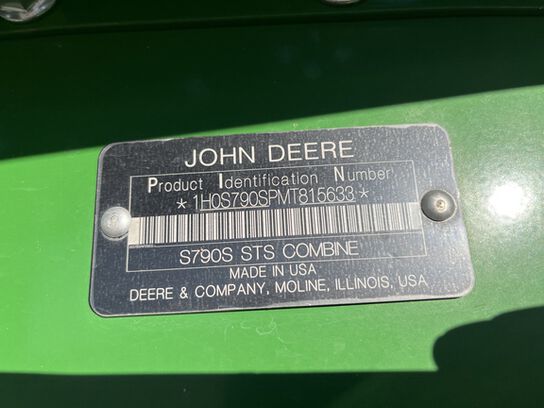 JOHN DEERE
Product Identification Number
*1H0S790SPMT815633*
S790S STS COMBINE
MADE IN USA
DEERE & COMPANY, MOLINE, ILLINOIS, USA